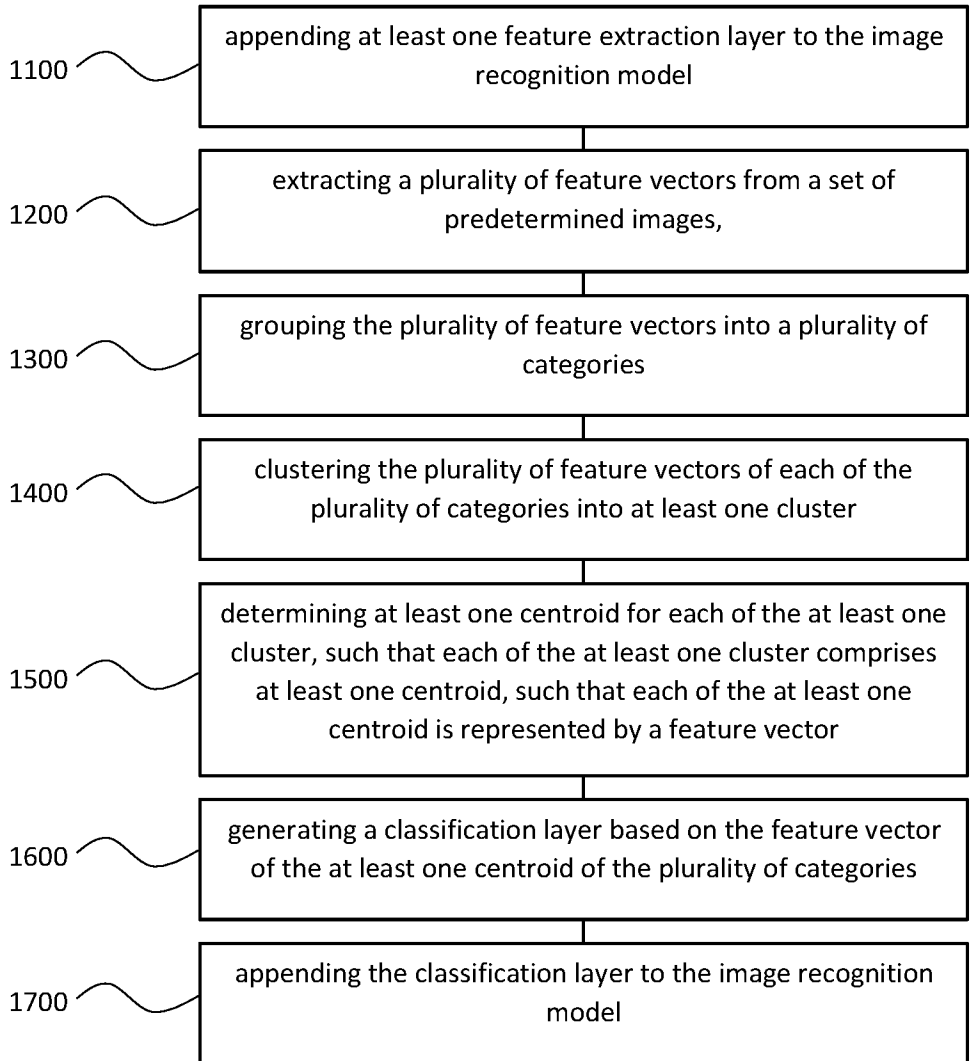 appending at least one feature extraction layer to the image
recognition model
1100
extracting a plurality of feature vectors from a set of
predetermined images,
1200
grouping the plurality of feature vectors into a plurality of
categories
1300
clustering the plurality of feature vectors of each of the
plurality of categories into at least one cluster
1400
determining at least one centroid for each of the at least one
cluster, such that each of the at least one cluster comprises
at least one centroid, such that each of the at least one
centroid is represented by a feature vector
1500
generating a classification layer based on the feature vector
of the at least one centroid of the plurality of categories
1600
appending the classification layer to the image recognition
model
1700